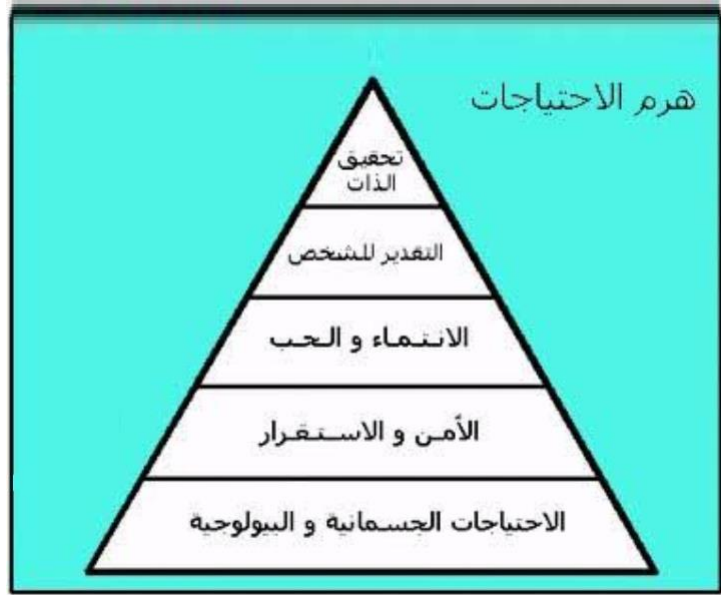 هرم الاحتياجات
تحقيق
الذات
التقدير للشخص
الانتماء و الحب
الأمن و الاستقرار
الاحتياجات الجسمانية و البيولوجية